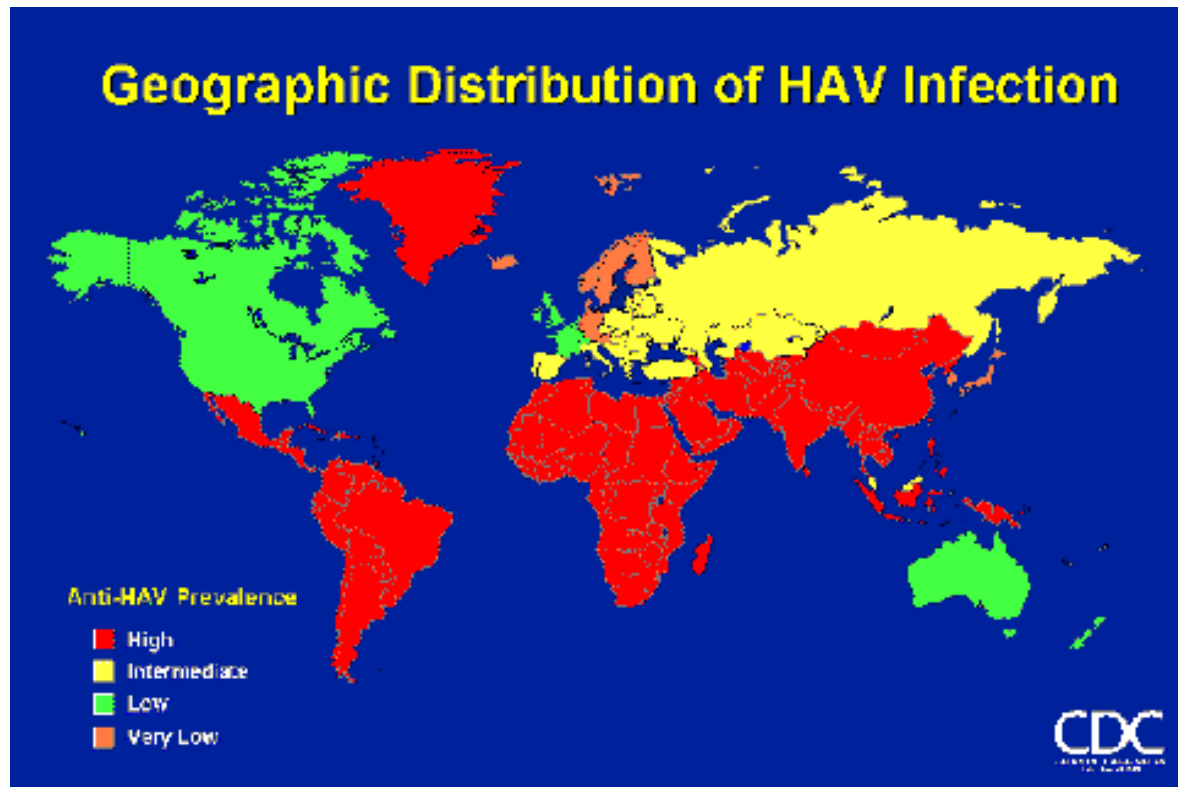 Geographic Distribution of HAV Infection
Anti-HAV Prevalence
High
Intermediate
Low
Very Low
CDC